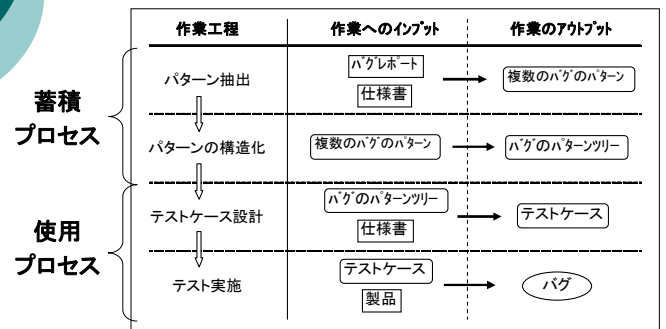 作業工程 作業へのインプット 作業のアウトプット
蓄積
プロセス
パターン抽出
バグレポート
仕様書
複数のバグのパターン
パターンの構造化
複数のバグのパターン
バグのパターンツリー
使用
プロセス
テストケース設計
バグのパターンツリー
仕様書
テストケース
テスト実施
テストケース
製品
バグ